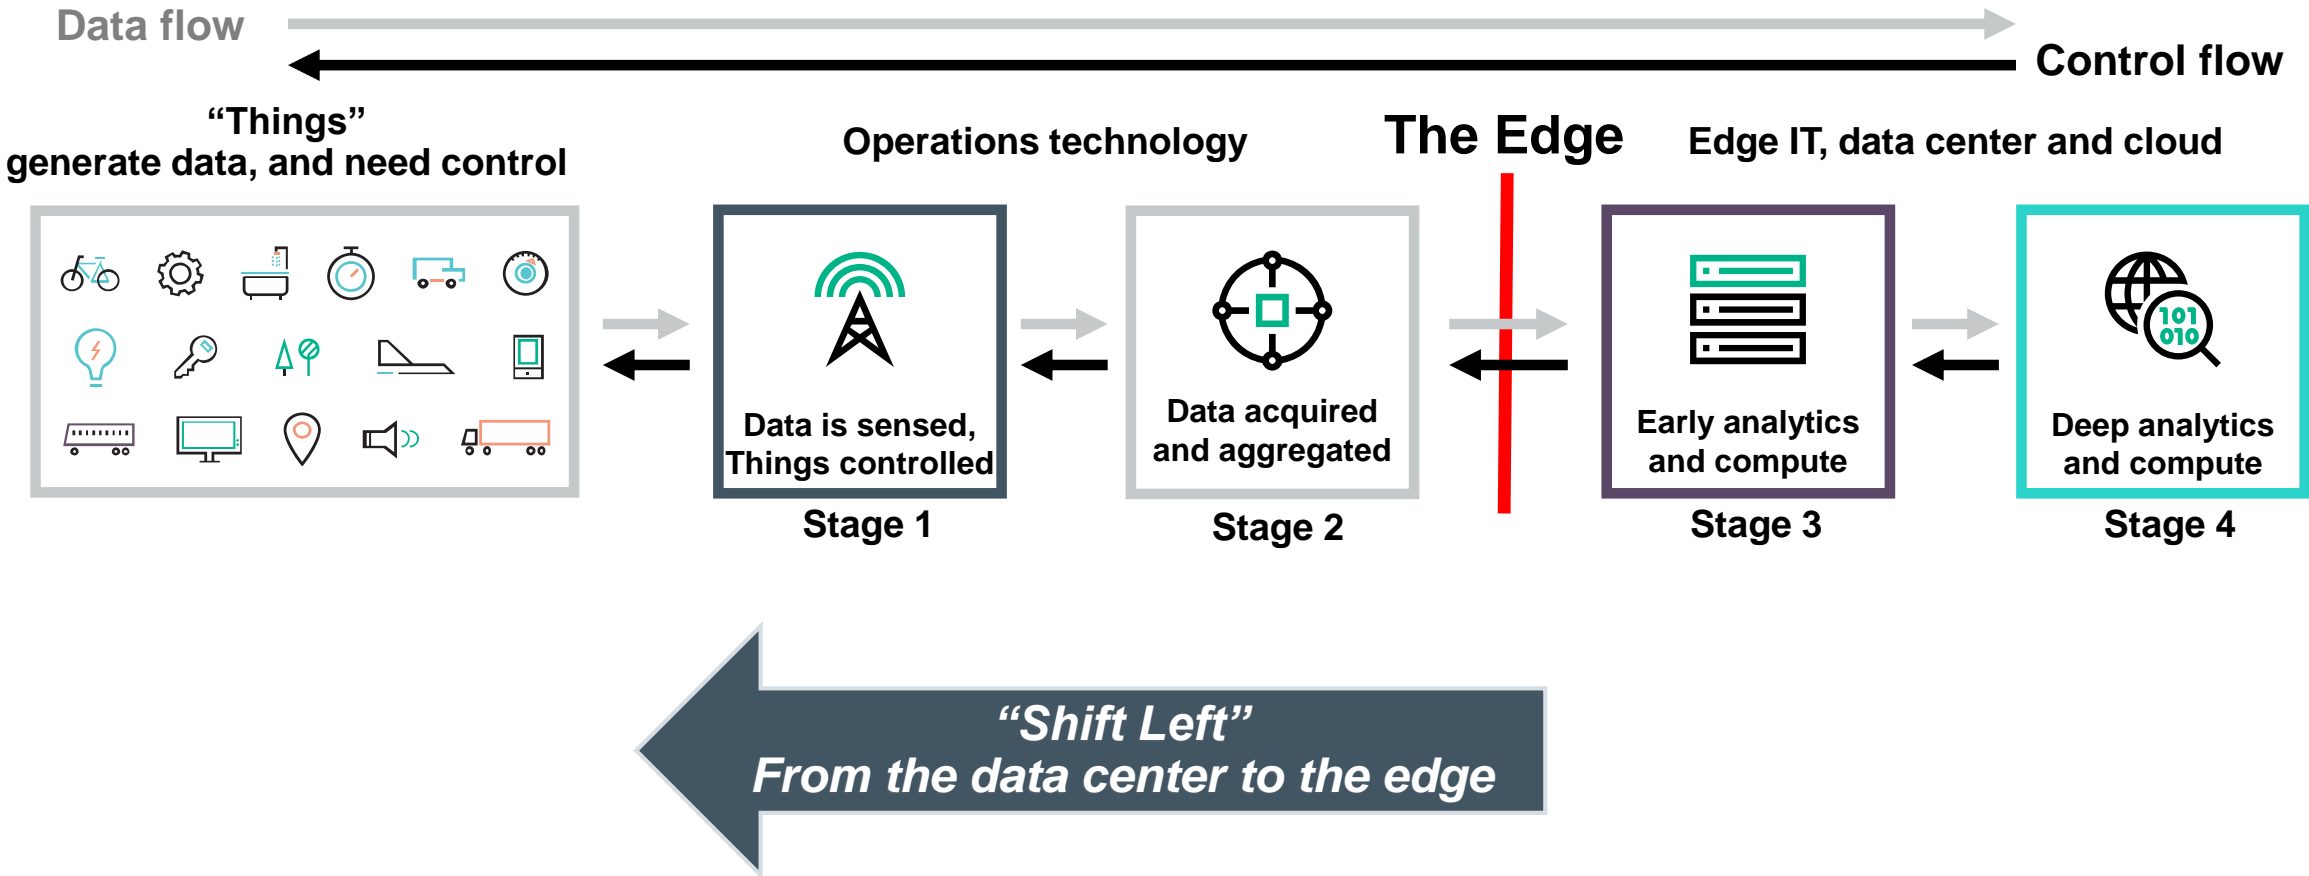 Data flow
Control flow
“Things”
generate data, and need control
Operations technology
The Edge
Edge IT, data center and cloud
Data is sensed,
Things controlled
Stage 1
Data acquired
and aggregated
Stage 2
Early analytics
and compute
Stage 3
101
010
Deep analytics
and compute
Stage 4
“Shift Left”
From the data center to the edge